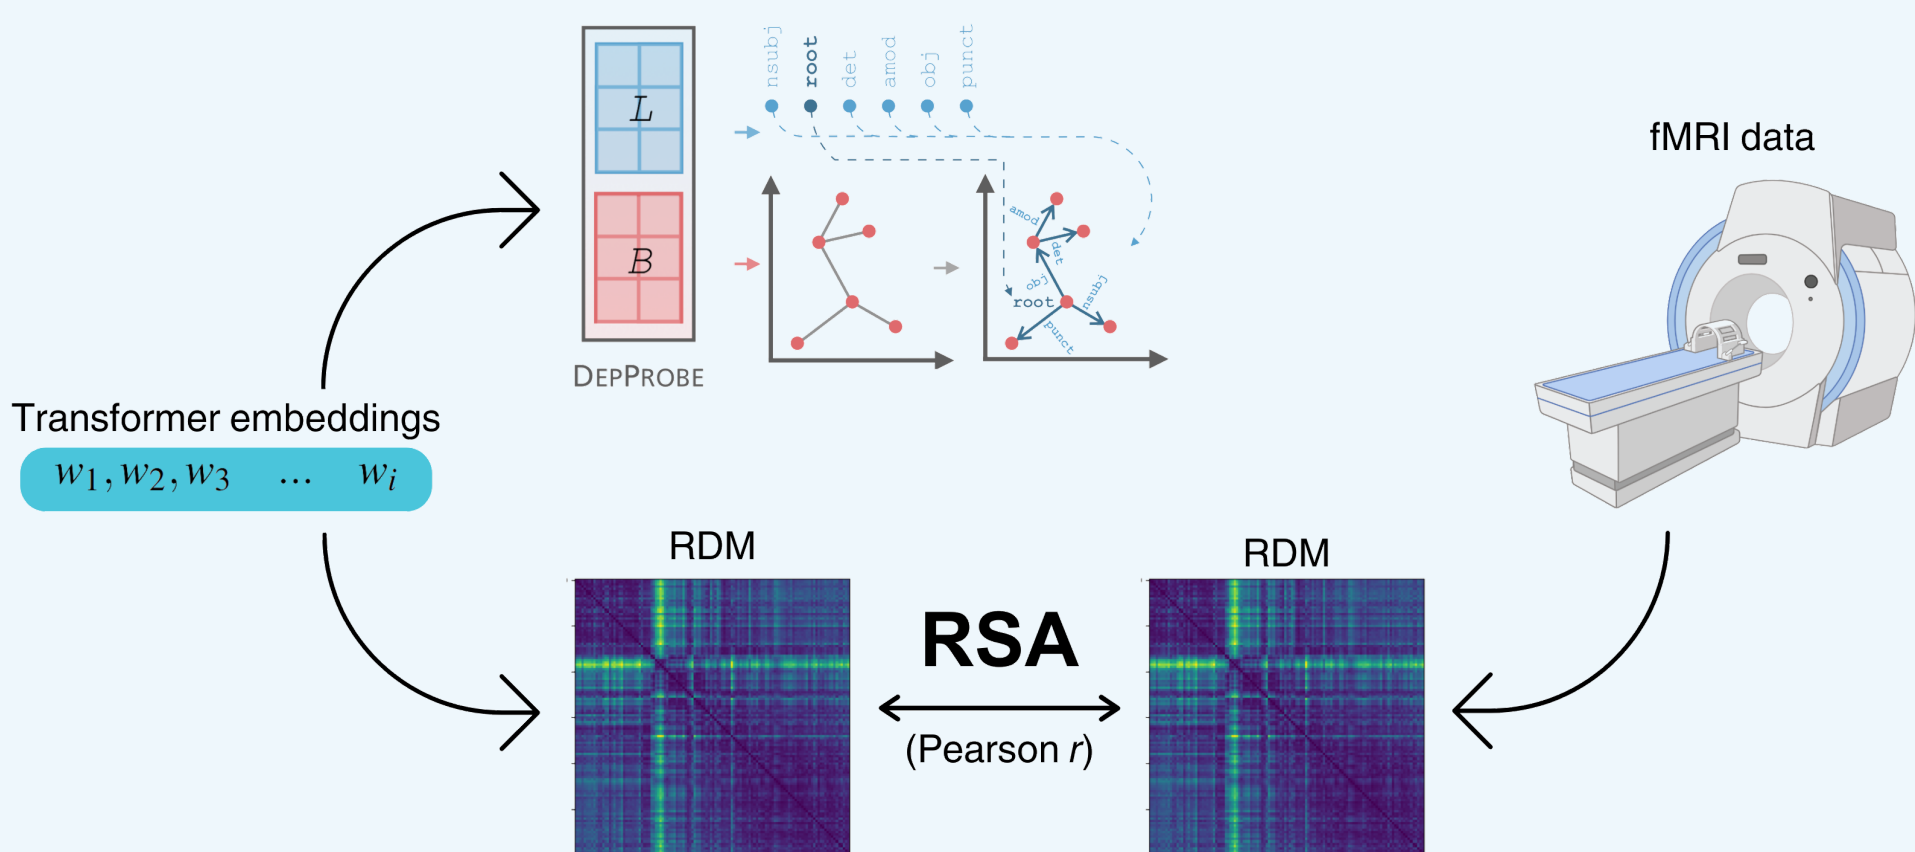 nsubj
root
det
amod
obj
punct
L
B
DEPPROBE
amod
det
obj
root
nsubj
punct
fMRI data
Transformer embeddings
w1, w2, w3 ... wi
RDM
RDM
RSA
(Pearson r)